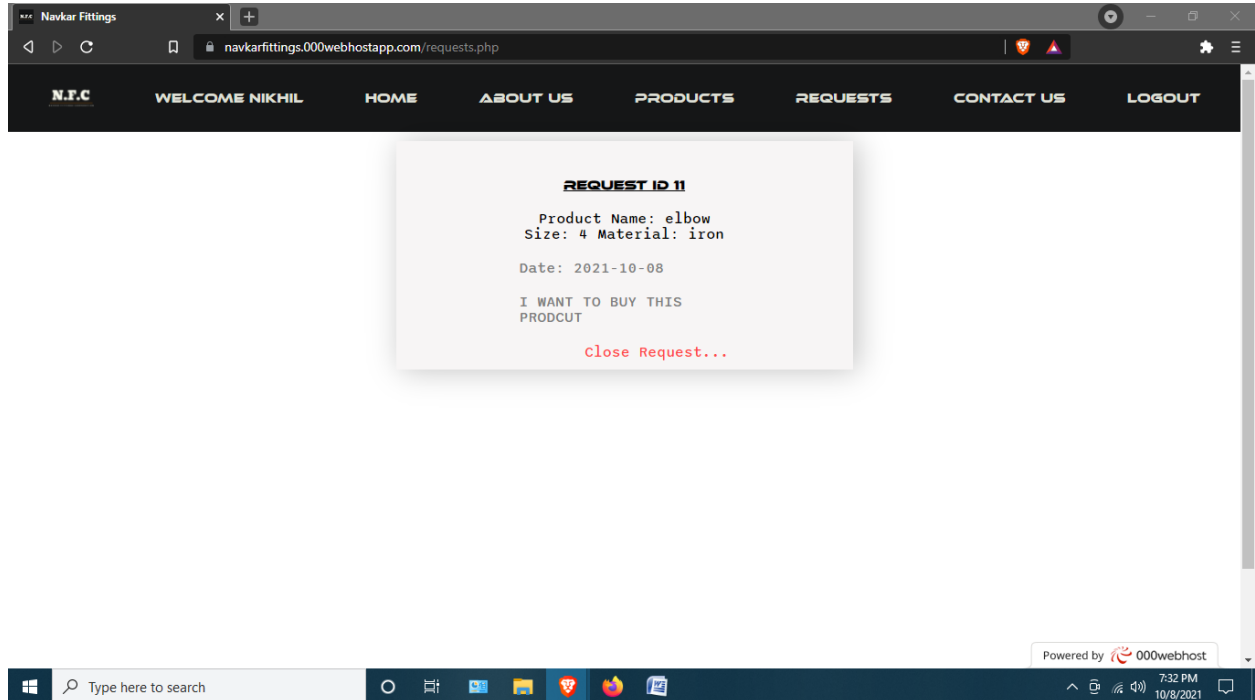 N.F.C Navkar Fittings
navkarfittings.000webhostapp.com/requests.php
N.F.C WELCOME NIKHIL HOME ABOUT US PRODUCTS REQUESTS CONTACT US LOGOUT
REQUEST ID 11
Product Name: elbow
Size: 4 Material: iron
Date: 2021-10-08
I WANT TO BUY THIS
PRODCUT
Close Request...
Powered by 000webhost
Type here to search
7:32 PM
10/8/2021